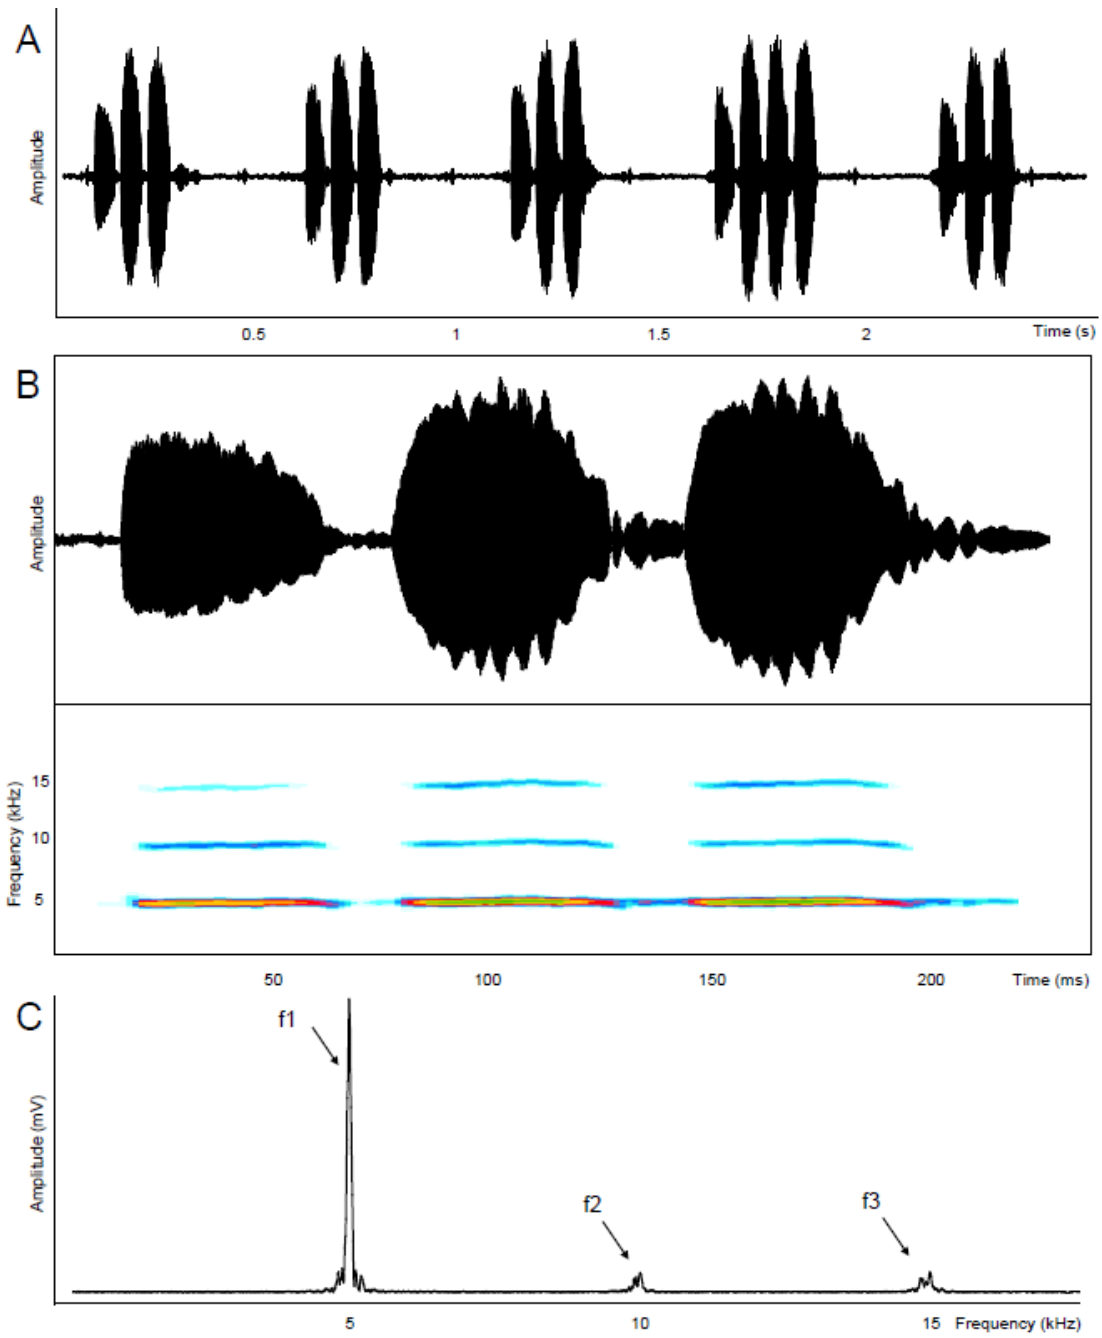 A
Amplitude
0.5 1 1.5 2 Time (s)
B
Amplitude
Frequency (kHz)
15
10
5
50 100 150 200 Time (ms)
C
Amplitude (mV)
f1
f2
f3
5 10 15 Frequency (kHz)